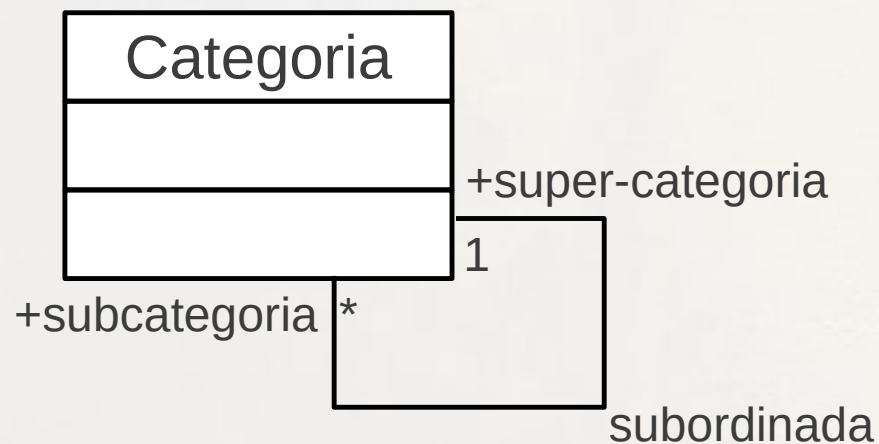 Categoria
+super-categoria
1
+subcategoria *
subordinada